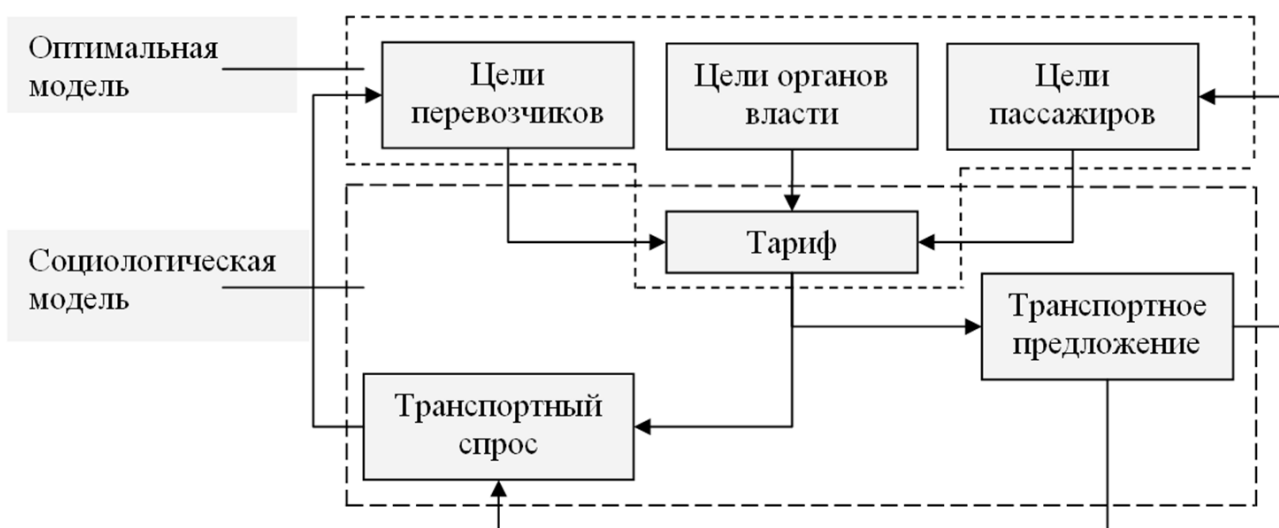 Оптимальная
модель
Цели
перевозчиков
Цели органов
власти
Цели
пассажиров
Тариф
Социологическая
модель
Транспортное
предложение
Транспортный
спрос